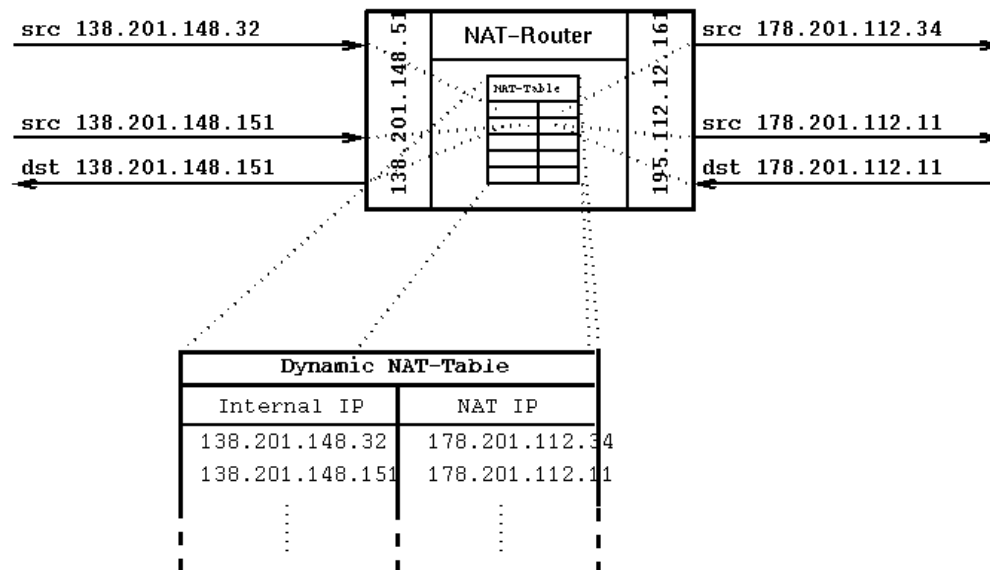 src 138.201.148.32
138.201.148.51
NAT-Router
195.112.12.161
src 178.201.112.34
NAT-Table
src 138.201.148.151
src 178.201.112.11
dst 138.201.148.151
dst 178.201.112.11
Dynamic NAT-Table
Internal IP NAT IP
138.201.148.32 178.201.112.34
138.201.148.151 178.201.112.11